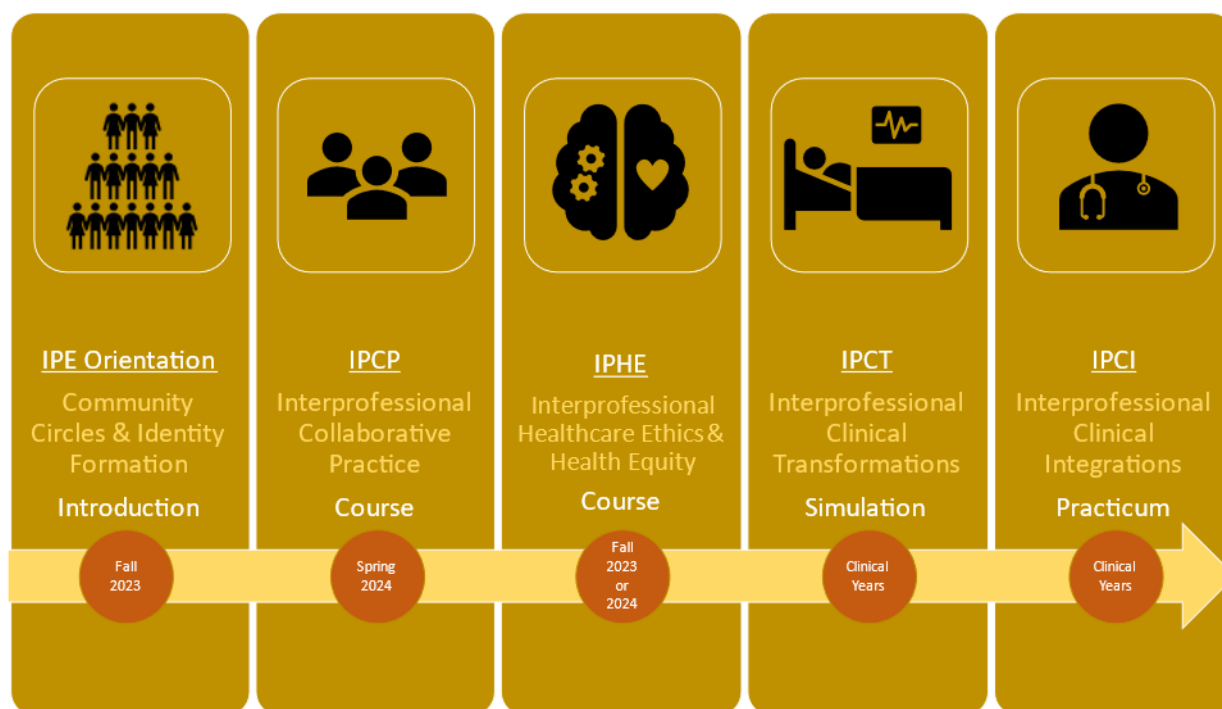 IPE Orientation
Community
Circles & Identity
Formation
Introduction
Fall
2023
IPCP
Interprofessional
Collaborative
Practice
Course
Spring
2024
IPHE
Interprofessional
Healthcare Ethics &
Health Equity
Course
Fall
2023
or
2024
IPCT
Interprofessional
Clinical
Transformations
Simulation
Clinical
Years
IPCI
Interprofessional
Clinical
Integrations
Practicum
Clinical
Years